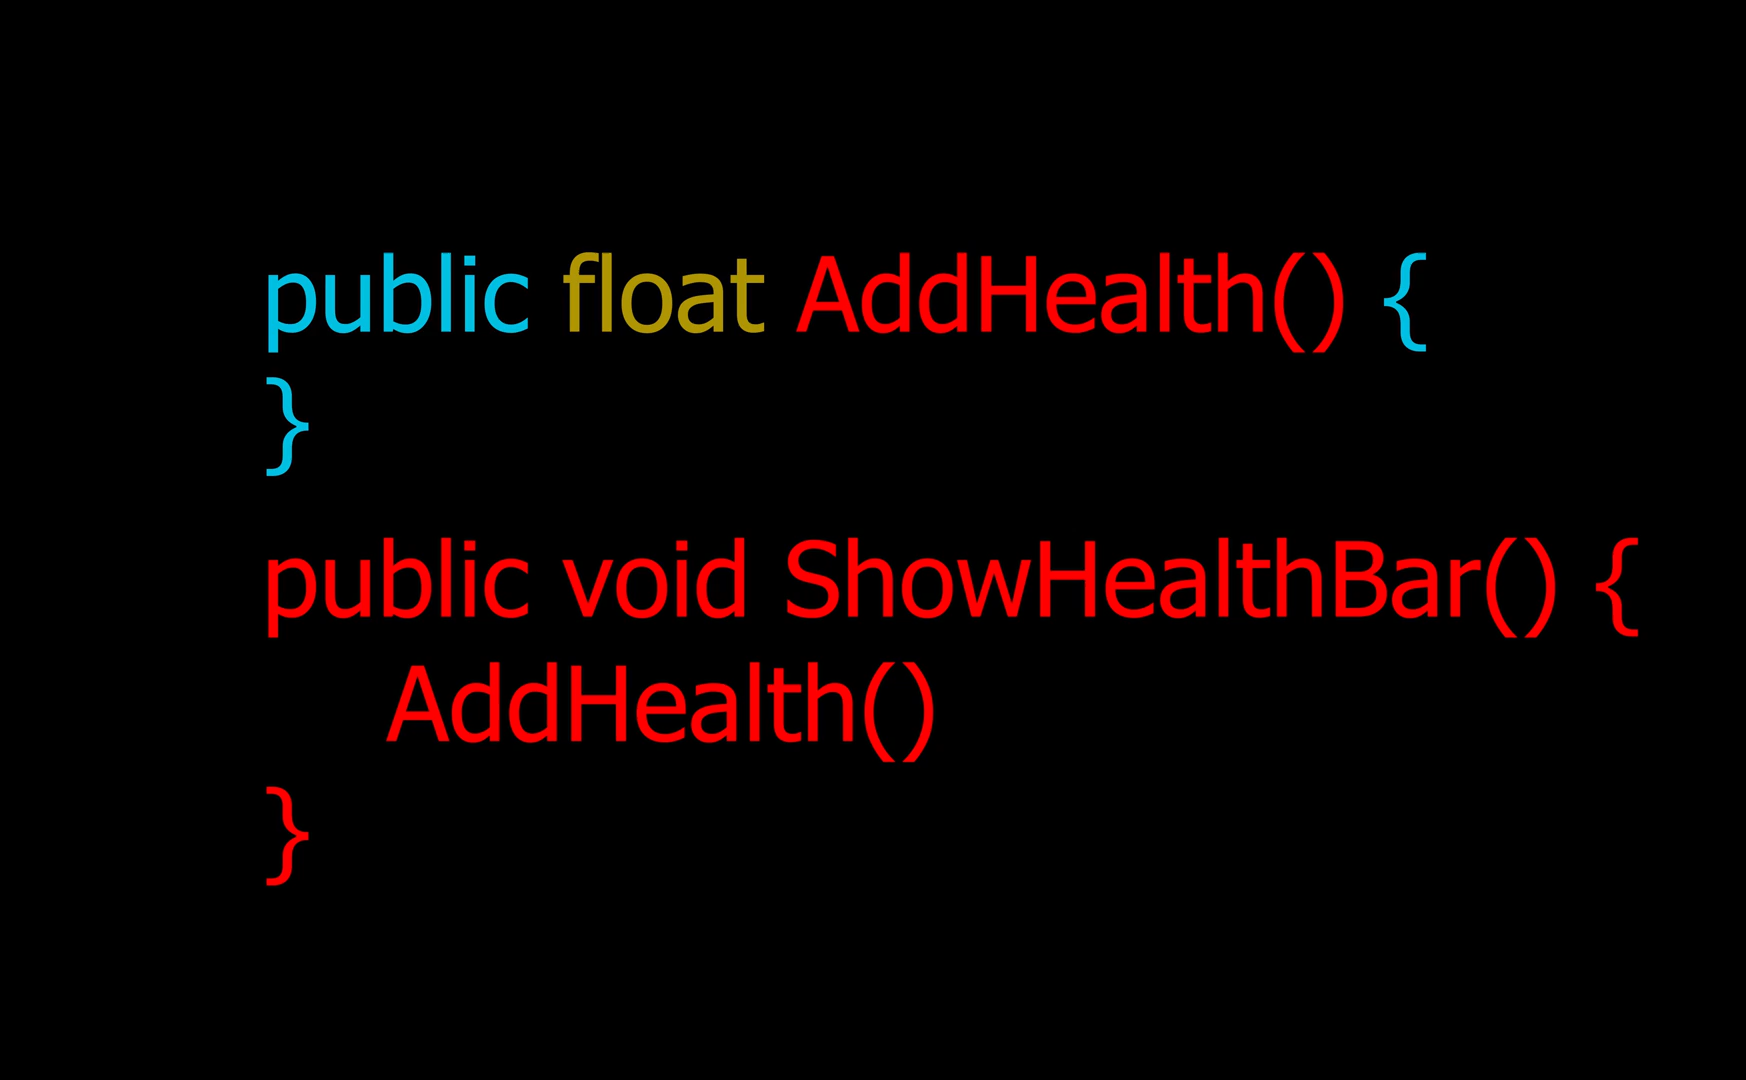 public float AddHealth() {
}
public void ShowHealthBar() {
AddHealth()
}